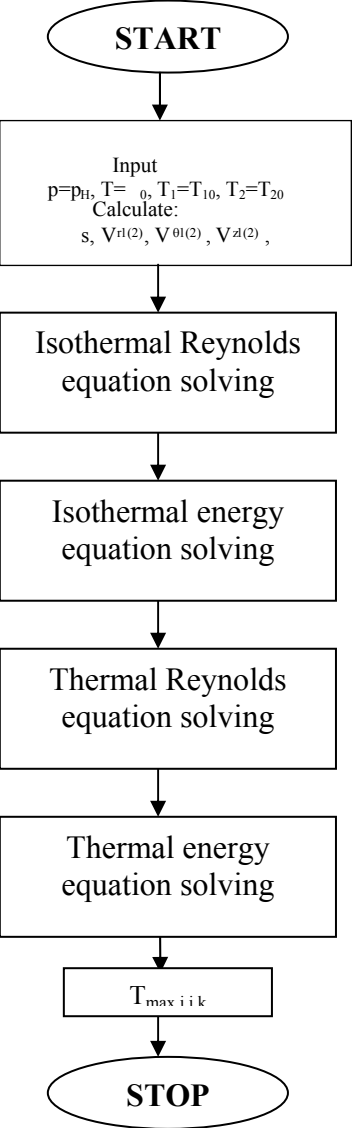 START
Input
p=pH, T= 0, T1=T10, T2=T20
Calculate:
s, Vr1(2), Vθ1(2) , Vz1(2) ,
Isothermal Reynolds
equation solving
Isothermal energy
equation solving
Thermal Reynolds
equation solving
Thermal energy
equation solving
Tmax i,j,k
STOP